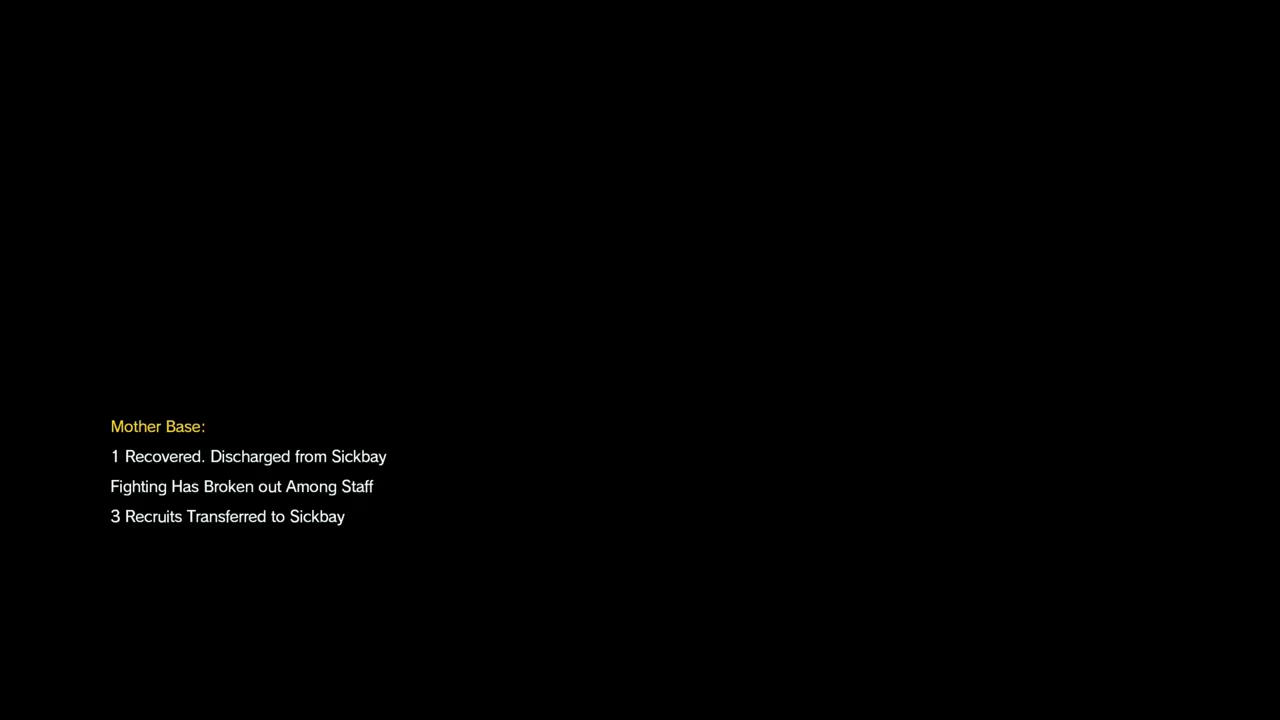 Mother Base:
1 Recovered. Discharged from Sickbay
Fighting Has Broken out Among Staff
3 Recruits Transferred to Sickbay